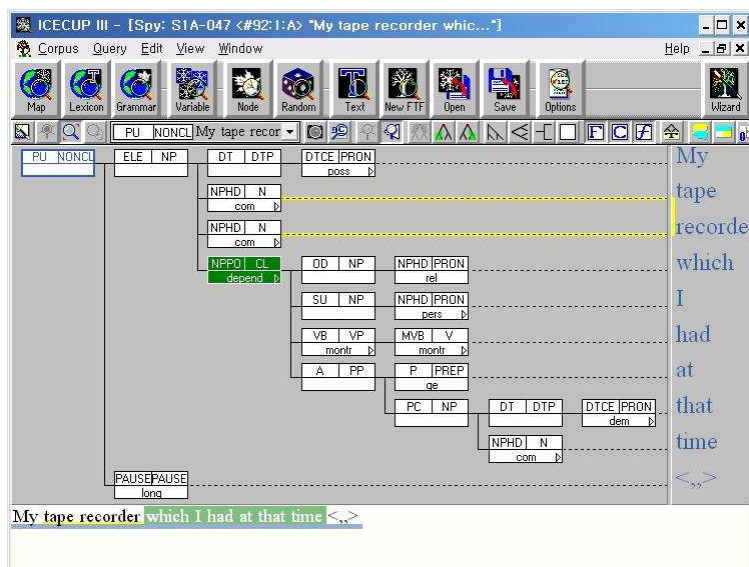 ICECUP III - [Spy: S1A-047 <#92:1:A> "My tape recorder whic..."]
Corpus Query Edit View Window Help
Map Lexicon Grammar Variable Node Random Text New FTF Open Save Options Wizard
PU NONCL My tape recor F C f
PU NONCL ELE NP DT DTP DTCE PRON My
poss
NPHD N tape
com
NPHD N recorde
com
NPPO CL OD NP NPHD PRON which
depend rel
SU NP NPHD PRON I
pers
VB VP MVB V had
montr montr
A PP P PREP at
ge
PC NP DT DTP DTCE PRON that
dem
NPHD N time
com
PAUSE PAUSE <,,>
long
My tape recorder which I had at that time <,,>